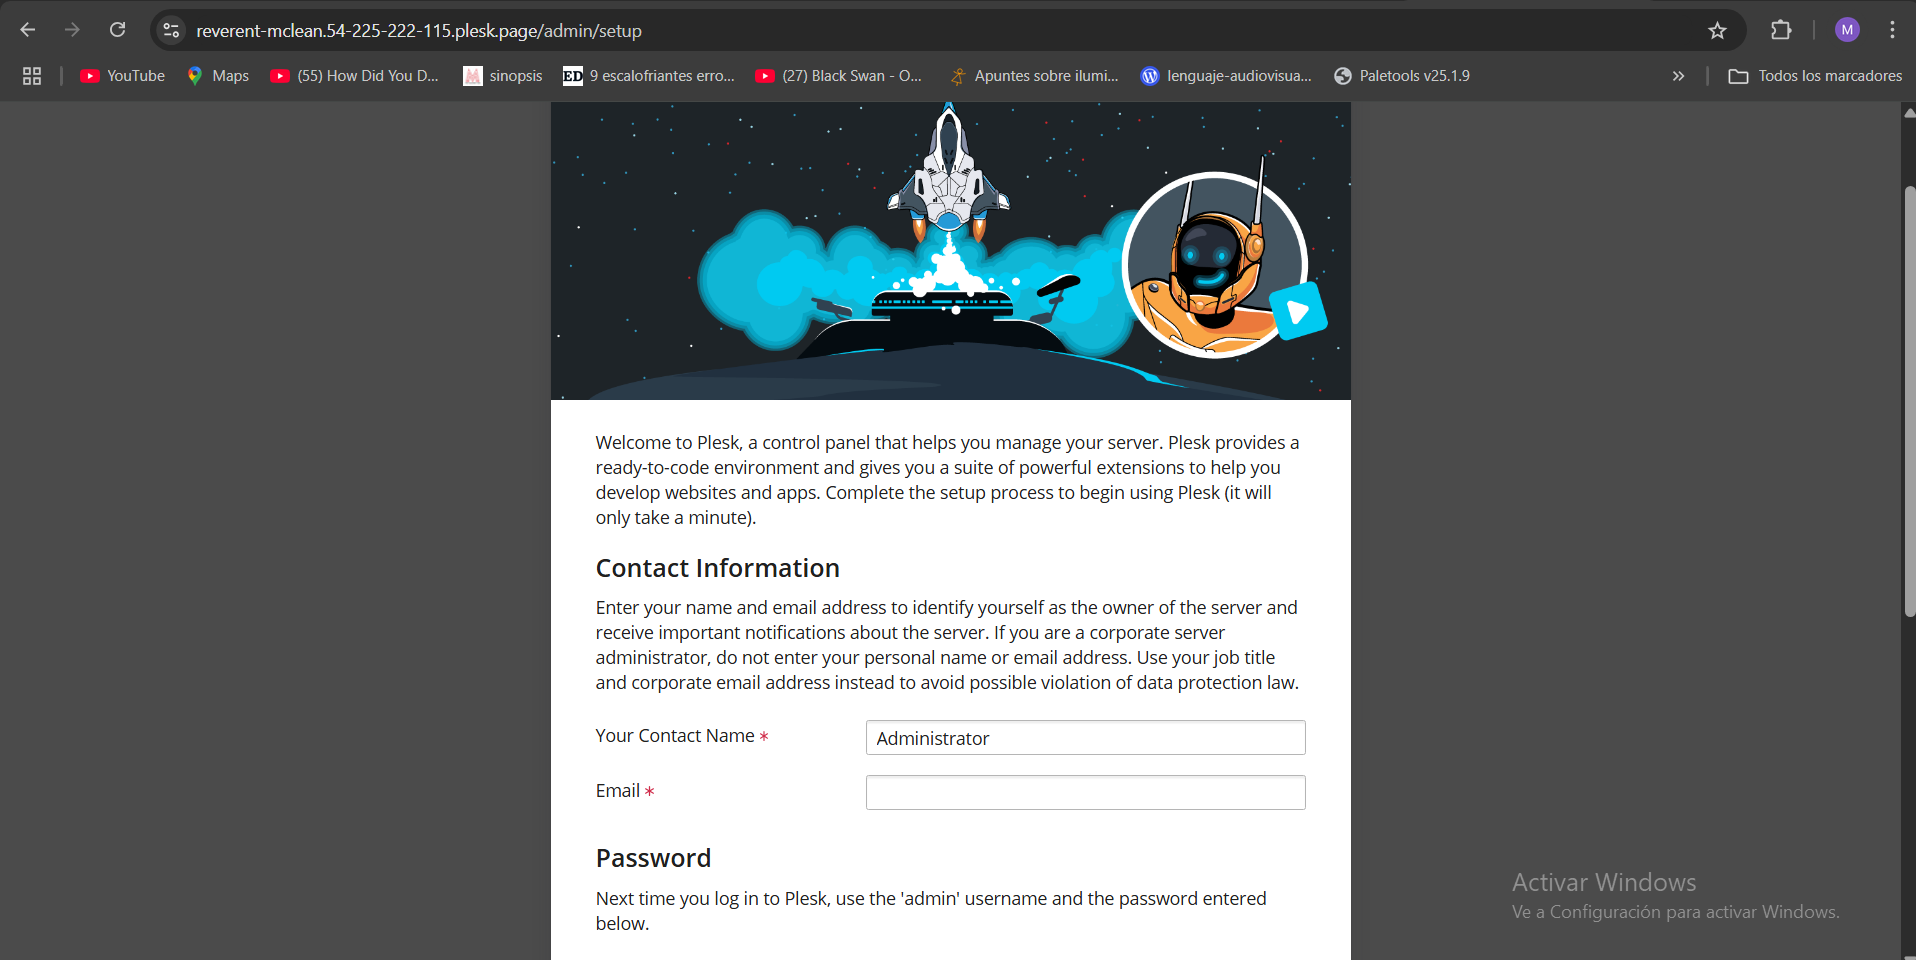 reverent-mclean.54-225-222-115.plesk.page/admin/setup
M
YouTube
Maps
(55) How Did You D...
sinopsis
ED
9 escalofriantes erro...
(27) Black Swan - O...
Apuntes sobre ilumi...
lenguaje-audiovisua...
Paletools v25.1.9
»
Todos los marcadores
Welcome to Plesk, a control panel that helps you manage your server. Plesk provides a
ready-to-code environment and gives you a suite of powerful extensions to help you
develop websites and apps. Complete the setup process to begin using Plesk (it will
only take a minute).
Contact Information
Enter your name and email address to identify yourself as the owner of the server and
receive important notifications about the server. If you are a corporate server
administrator, do not enter your personal name or email address. Use your job title
and corporate email address instead to avoid possible violation of data protection law.
Your Contact Name *
Administrator
Email *
Password
Next time you log in to Plesk, use the 'admin' username and the password entered
below.
Activar Windows
Ve a Configuración para activar Windows.